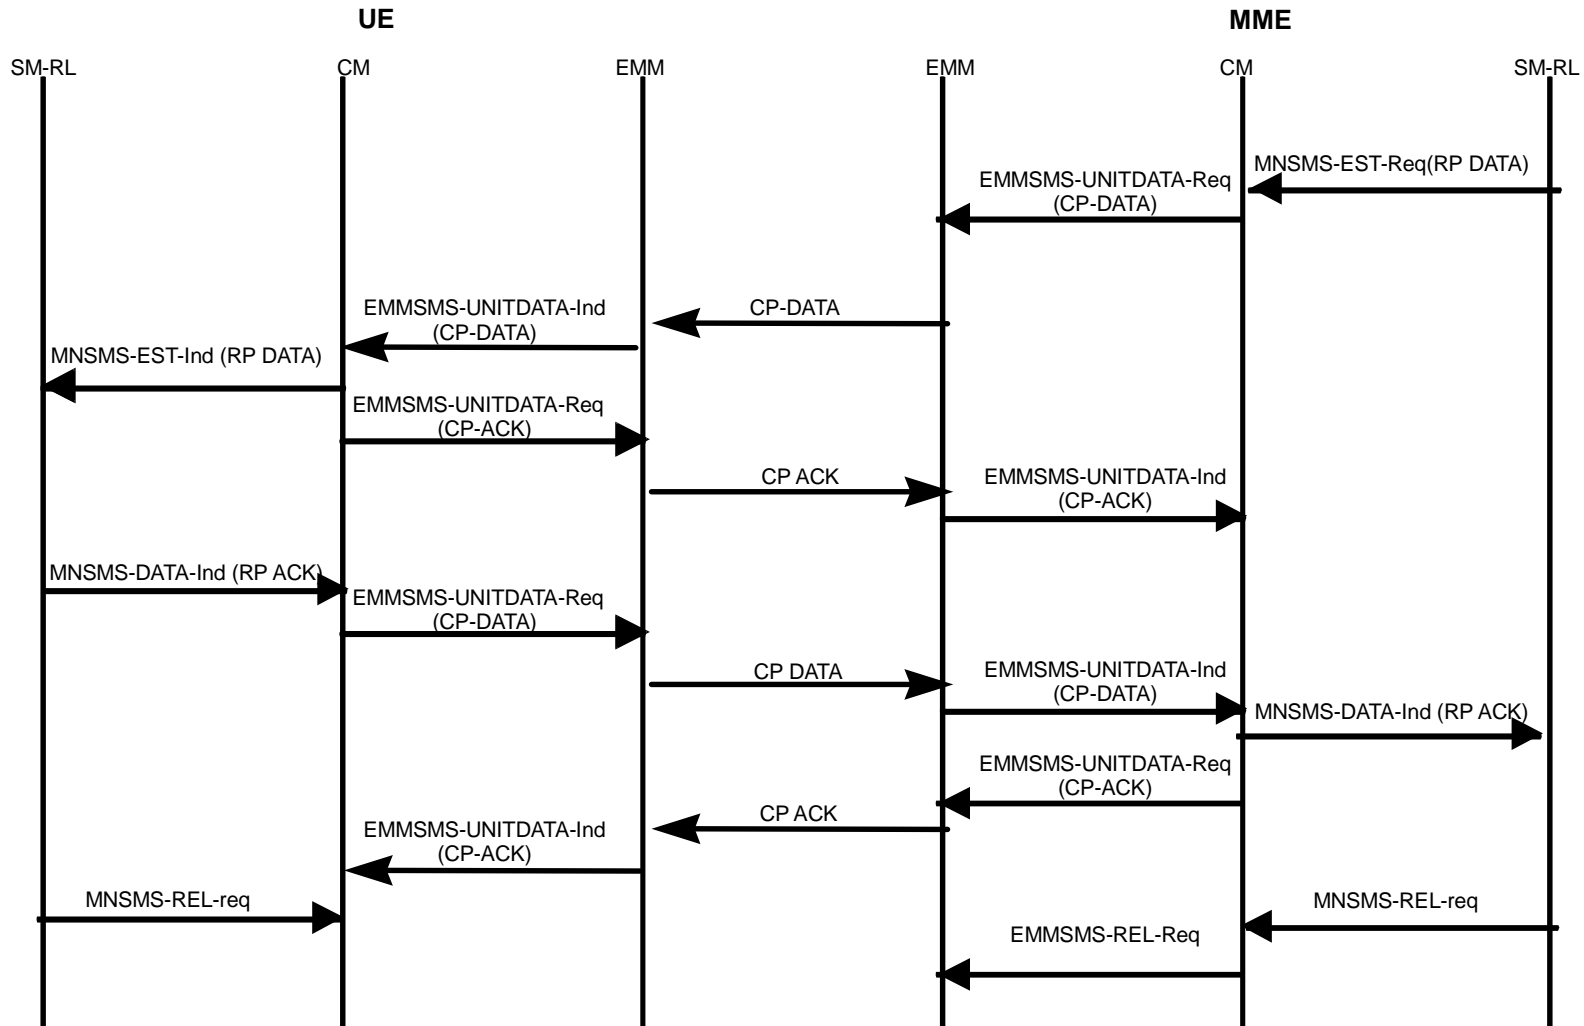 UE
MME
SM-RL
CM
EMM
EMM
CM
SM-RL
MNSMS-EST-Req(RP DATA)
EMMSMS-UNITDATA-Req
(CP-DATA)
CP-DATA
EMMSMS-UNITDATA-Ind
(CP-DATA)
MNSMS-EST-Ind (RP DATA)
EMMSMS-UNITDATA-Req
(CP-ACK)
CP ACK
EMMSMS-UNITDATA-Ind
(CP-ACK)
MNSMS-DATA-Ind (RP ACK)
EMMSMS-UNITDATA-Req
(CP-DATA)
CP DATA
EMMSMS-UNITDATA-Ind
(CP-DATA)
MNSMS-DATA-Ind (RP ACK)
EMMSMS-UNITDATA-Req
(CP-ACK)
CP ACK
EMMSMS-UNITDATA-Ind
(CP-ACK)
MNSMS-REL-req
MNSMS-REL-req
EMMSMS-REL-Req